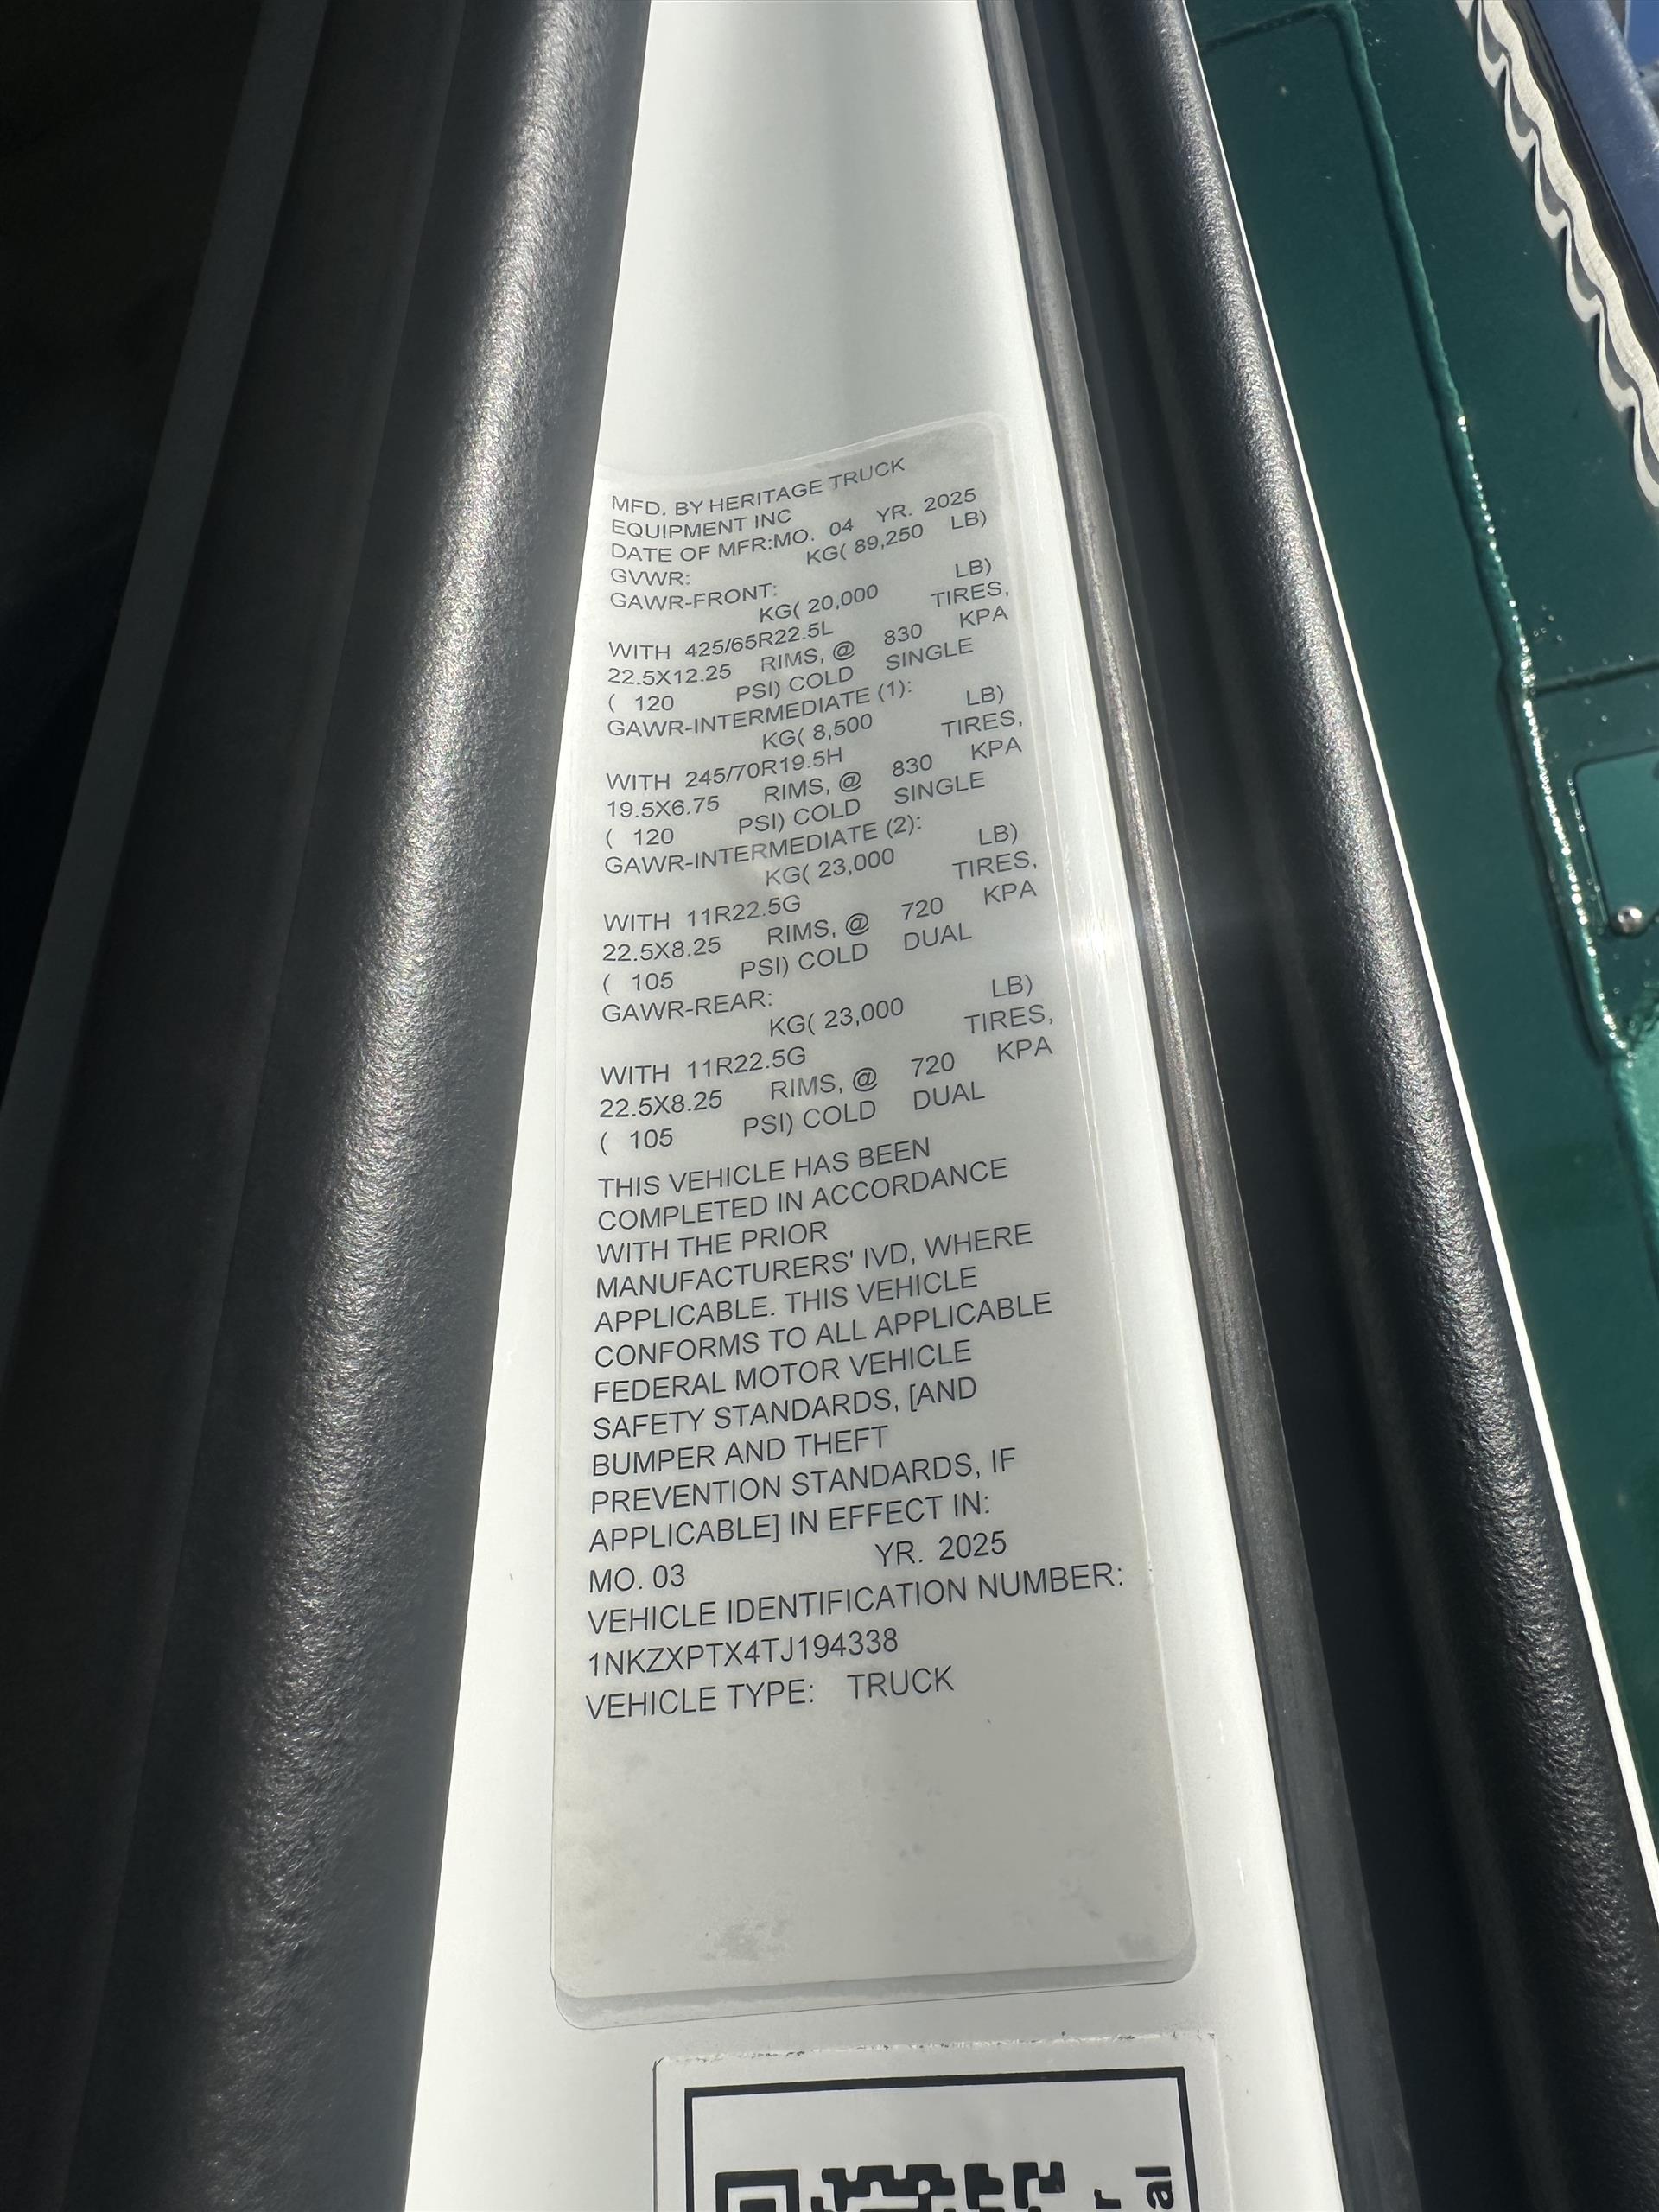 MFD. BY HERITAGE TRUCK
EQUIPMENT INC
DATE OF MFR:MO. 04 YR. 2025
GVWR: KG( 89,250 LB)
GAWR-FRONT:
KG( 20,000 LB)
WITH 425/65R22.5L TIRES,
22.5X12.25 RIMS, @ 830 KPA
( 120 PSI) COLD SINGLE
GAWR-INTERMEDIATE (1):
KG( 8,500 LB)
WITH 245/70R19.5H TIRES,
19.5X6.75 RIMS, @ 830 KPA
( 120 PSI) COLD SINGLE
GAWR-INTERMEDIATE (2):
KG( 23,000 LB)
WITH 11R22.5G TIRES,
22.5X8.25 RIMS, @ 720 KPA
( 105 PSI) COLD DUAL
GAWR-REAR:
KG( 23,000 LB)
WITH 11R22.5G TIRES,
22.5X8.25 RIMS, @ 720 KPA
( 105 PSI) COLD DUAL
THIS VEHICLE HAS BEEN
COMPLETED IN ACCORDANCE
WITH THE PRIOR
MANUFACTURERS' IVD, WHERE
APPLICABLE. THIS VEHICLE
CONFORMS TO ALL APPLICABLE
FEDERAL MOTOR VEHICLE
SAFETY STANDARDS, [AND
BUMPER AND THEFT
PREVENTION STANDARDS, IF
APPLICABLE] IN EFFECT IN:
MO. 03 YR. 2025
VEHICLE IDENTIFICATION NUMBER:
1NKZXPTX4TJ194338
VEHICLE TYPE: TRUCK